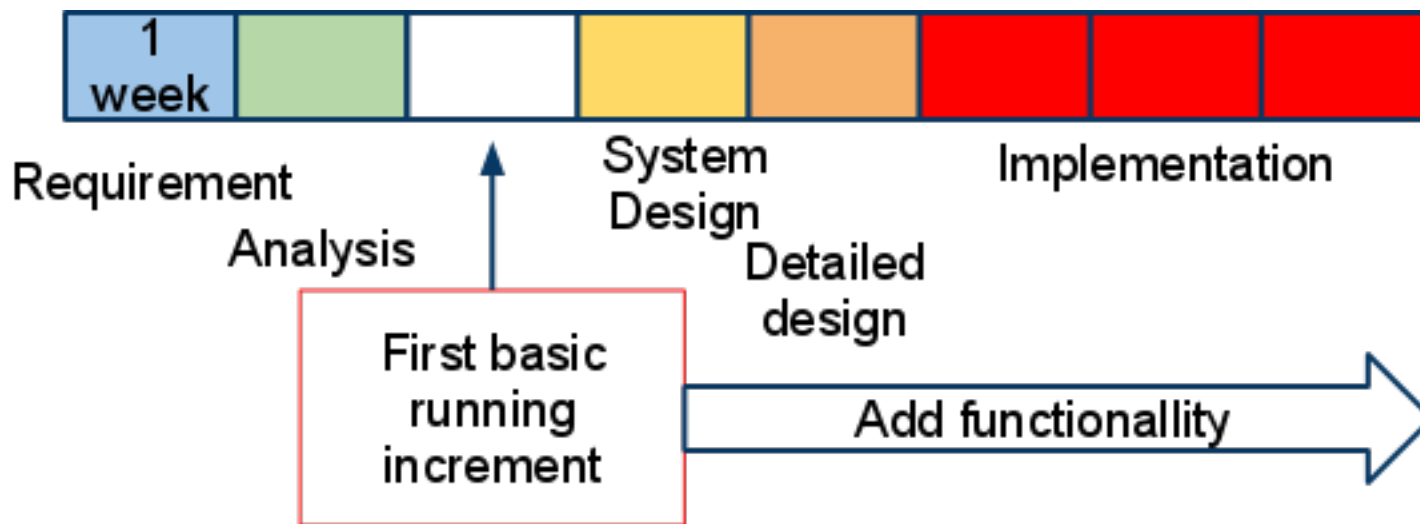 1
week
Requirement
Analysis
System
Design
Detailed
design
Implementation
First basic
running
increment
Add functionallity